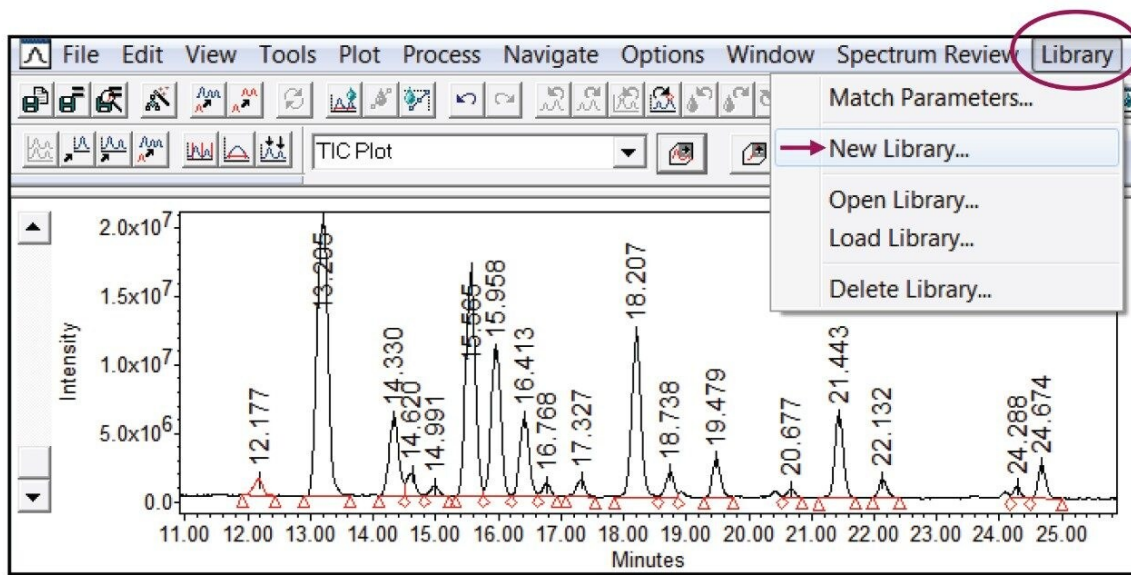 File Edit View Tools Plot Process Navigate Options Window Spectrum Review Library
Match Parameters...
New Library...
Open Library...
Load Library...
Delete Library...
TIC Plot
2.0x10⁷
1.5x10⁷
1.0x10⁷
5.0x10⁶
0.0
Intensity
12.177
13.205
14.330
14.620
14.991
15.565
15.958
16.413
16.768
17.327
18.207
18.738
19.479
20.677
21.443
22.132
24.288
24.674
11.00 12.00 13.00 14.00 15.00 16.00 17.00 18.00 19.00 20.00 21.00 22.00 23.00 24.00 25.00
Minutes